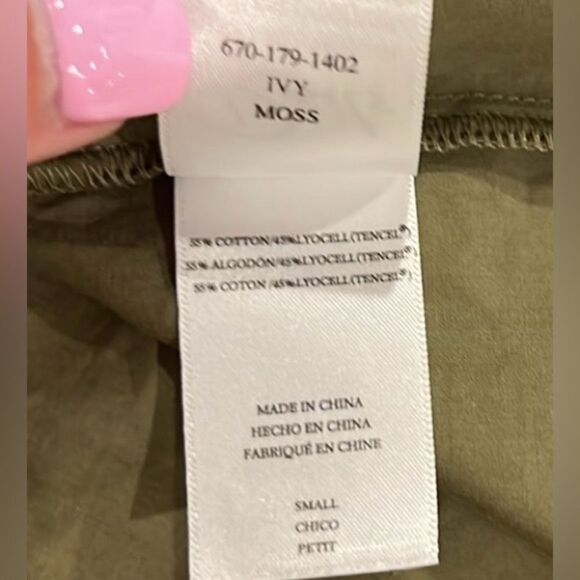 670-179-1402
IVY
MOSS
55% COTTON/45%LYOCELL(TENCEL®)
55% ALGODÓN/45%LYOCELL(TENCEL®)
55% COTON /45%LYOCELL(TENCEL®)
MADE IN CHINA
HECHO EN CHINA
FABRIQUÉ EN CHINE
SMALL
CHICO
PETIT